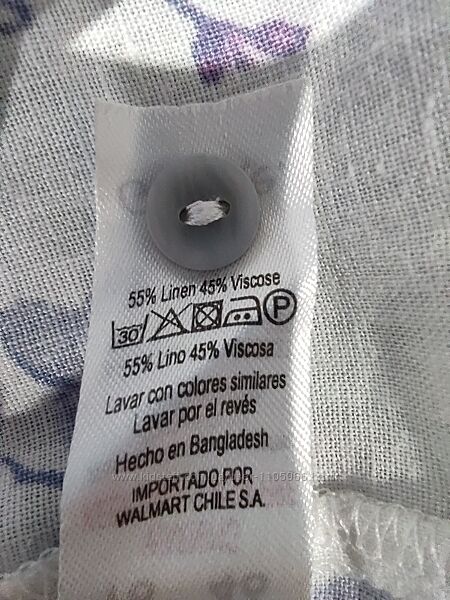 55% Linen 45% Viscose
30 P
55% Lino 45% Viscosa
Lavar con colores similares
Lavar por el revés
Hecho en Bangladesh
IMPORTADO POR
WALMART CHILE S.A.